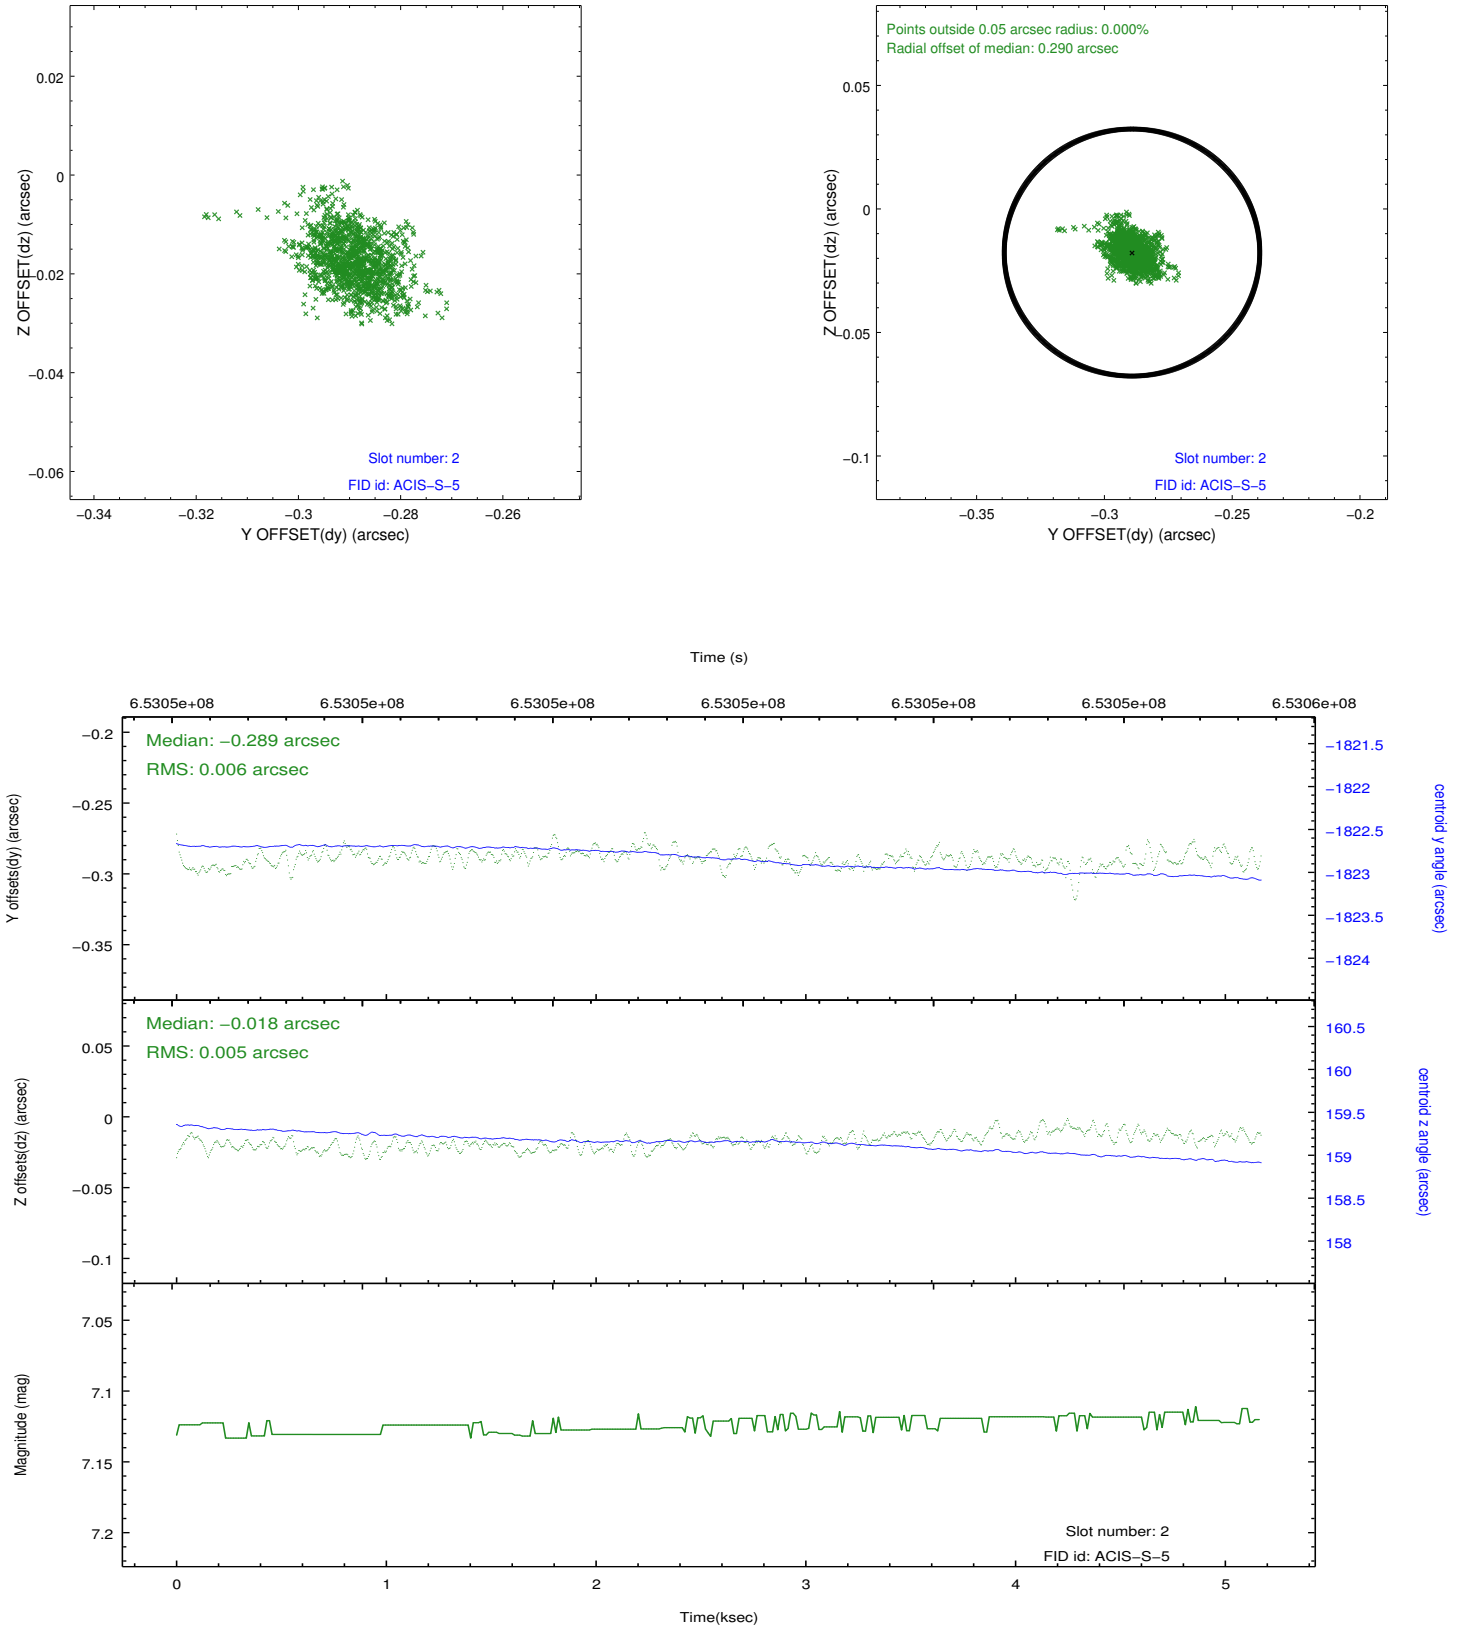 0.02
0
−0.02
−0.04
−0.06
Z OFFSET(dz) (arcsec)
Slot number: 2
FID id: ACIS−S−5
−0.34 −0.32 −0.3 −0.28 −0.26
Y OFFSET(dy) (arcsec)
Points outside 0.05 arcsec radius: 0.000%
Radial offset of median: 0.290 arcsec
0.05
0
−0.05
−0.1
Z OFFSET(dz) (arcsec)
Slot number: 2
FID id: ACIS−S−5
−0.35 −0.3 −0.25 −0.2
Y OFFSET(dy) (arcsec)
Time (s)
6.5305e+08 6.5305e+08 6.5305e+08 6.5305e+08 6.5305e+08 6.5305e+08 6.5306e+08
Median: −0.289 arcsec
RMS: 0.006 arcsec
−0.2
−0.25
−0.3
−0.35
Y offsets(dy) (arcsec)
−1821.5
−1822
−1822.5
−1823
−1823.5
−1824
centroid y angle (arcsec)
Median: −0.018 arcsec
RMS: 0.005 arcsec
0.05
0
−0.05
−0.1
Z offsets(dz) (arcsec)
160.5
160
159.5
159
158.5
158
centroid z angle (arcsec)
7.05
7.1
7.15
7.2
Magnitude (mag)
Slot number: 2
FID id: ACIS−S−5
0 1 2 3 4 5
Time(ksec)